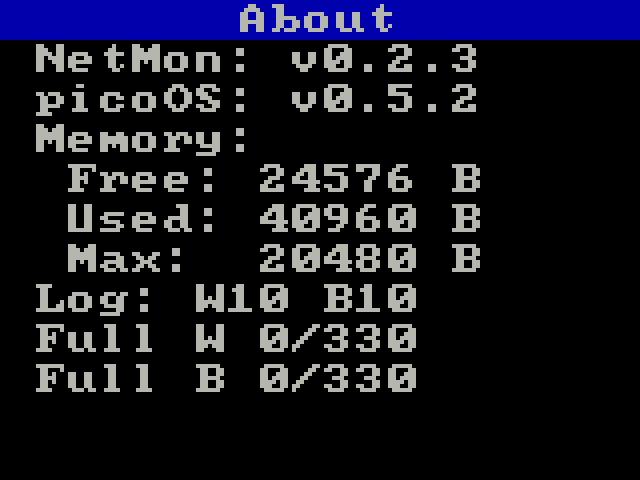 About
NetMon: v0.2.3
picoOS: v0.5.2
Memory:
Free: 24576 B
Used: 40960 B
Max: 20480 B
Log: W10 B10
Full W 0/330
Full B 0/330